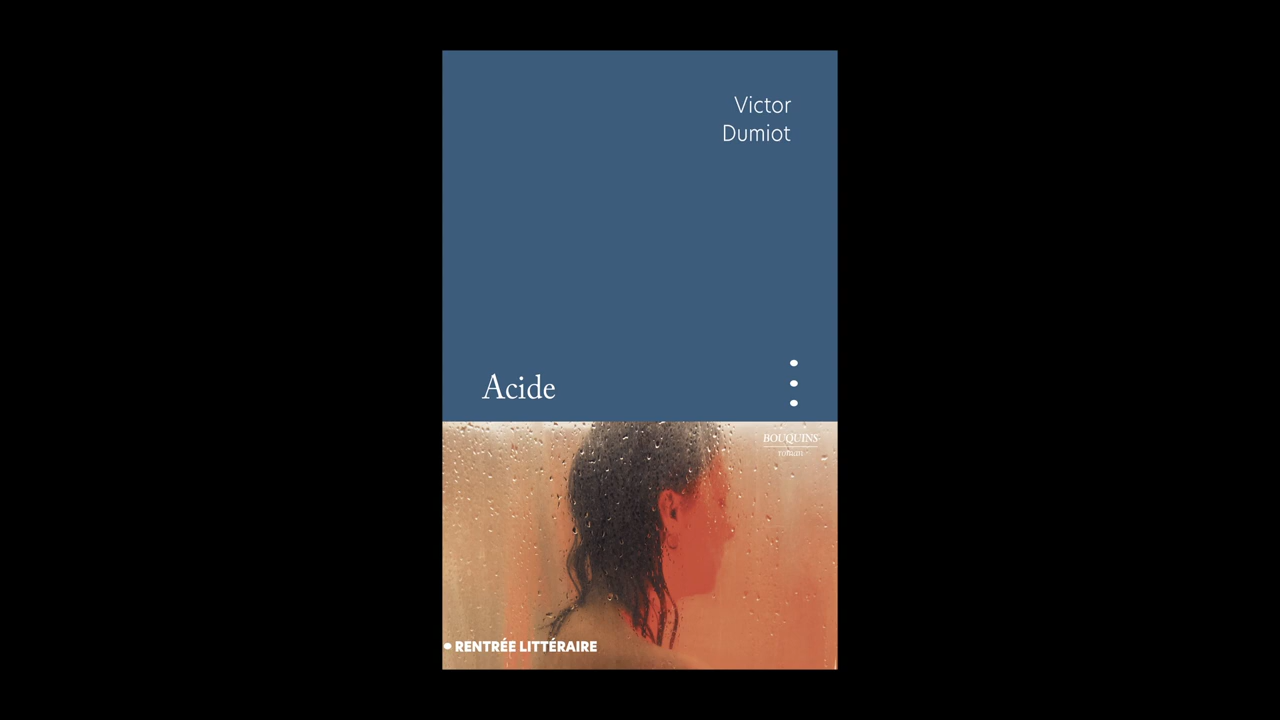 Victor
Dumiot
Acide
BOUQUINS
roman
• RENTRÉE LITTÉRAIRE